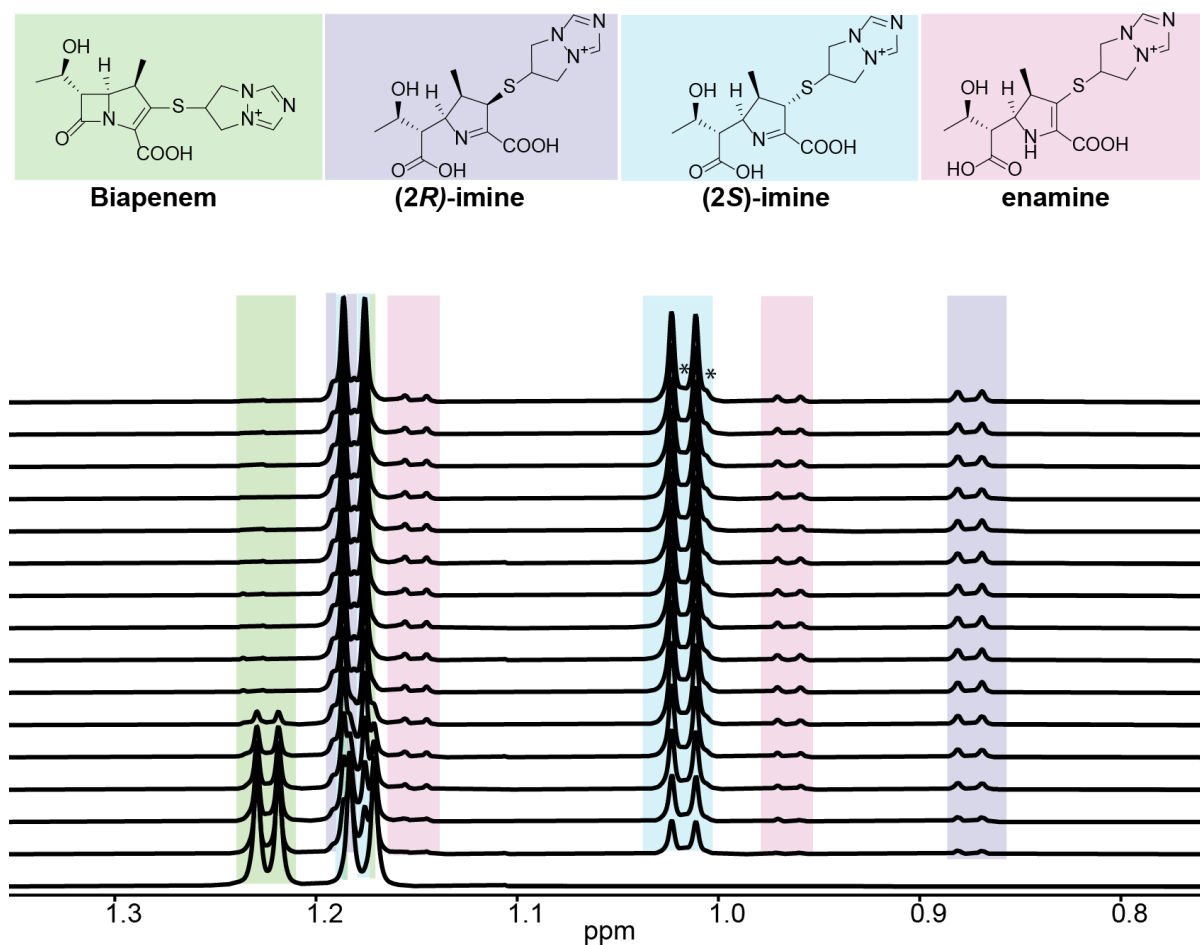 OH
H
N
O
S
COOH
N
N+
N
Biapenem
OH
H
N
O
OH
COOH
S
N
N+
N
(2R)-imine
OH
H
N
O
OH
COOH
S
N
N+
N
(2S)-imine
OH
H
N
H
HO
O
COOH
S
N
N+
N
enamine
* *
1.3 1.2 1.1 1.0 0.9 0.8
ppm